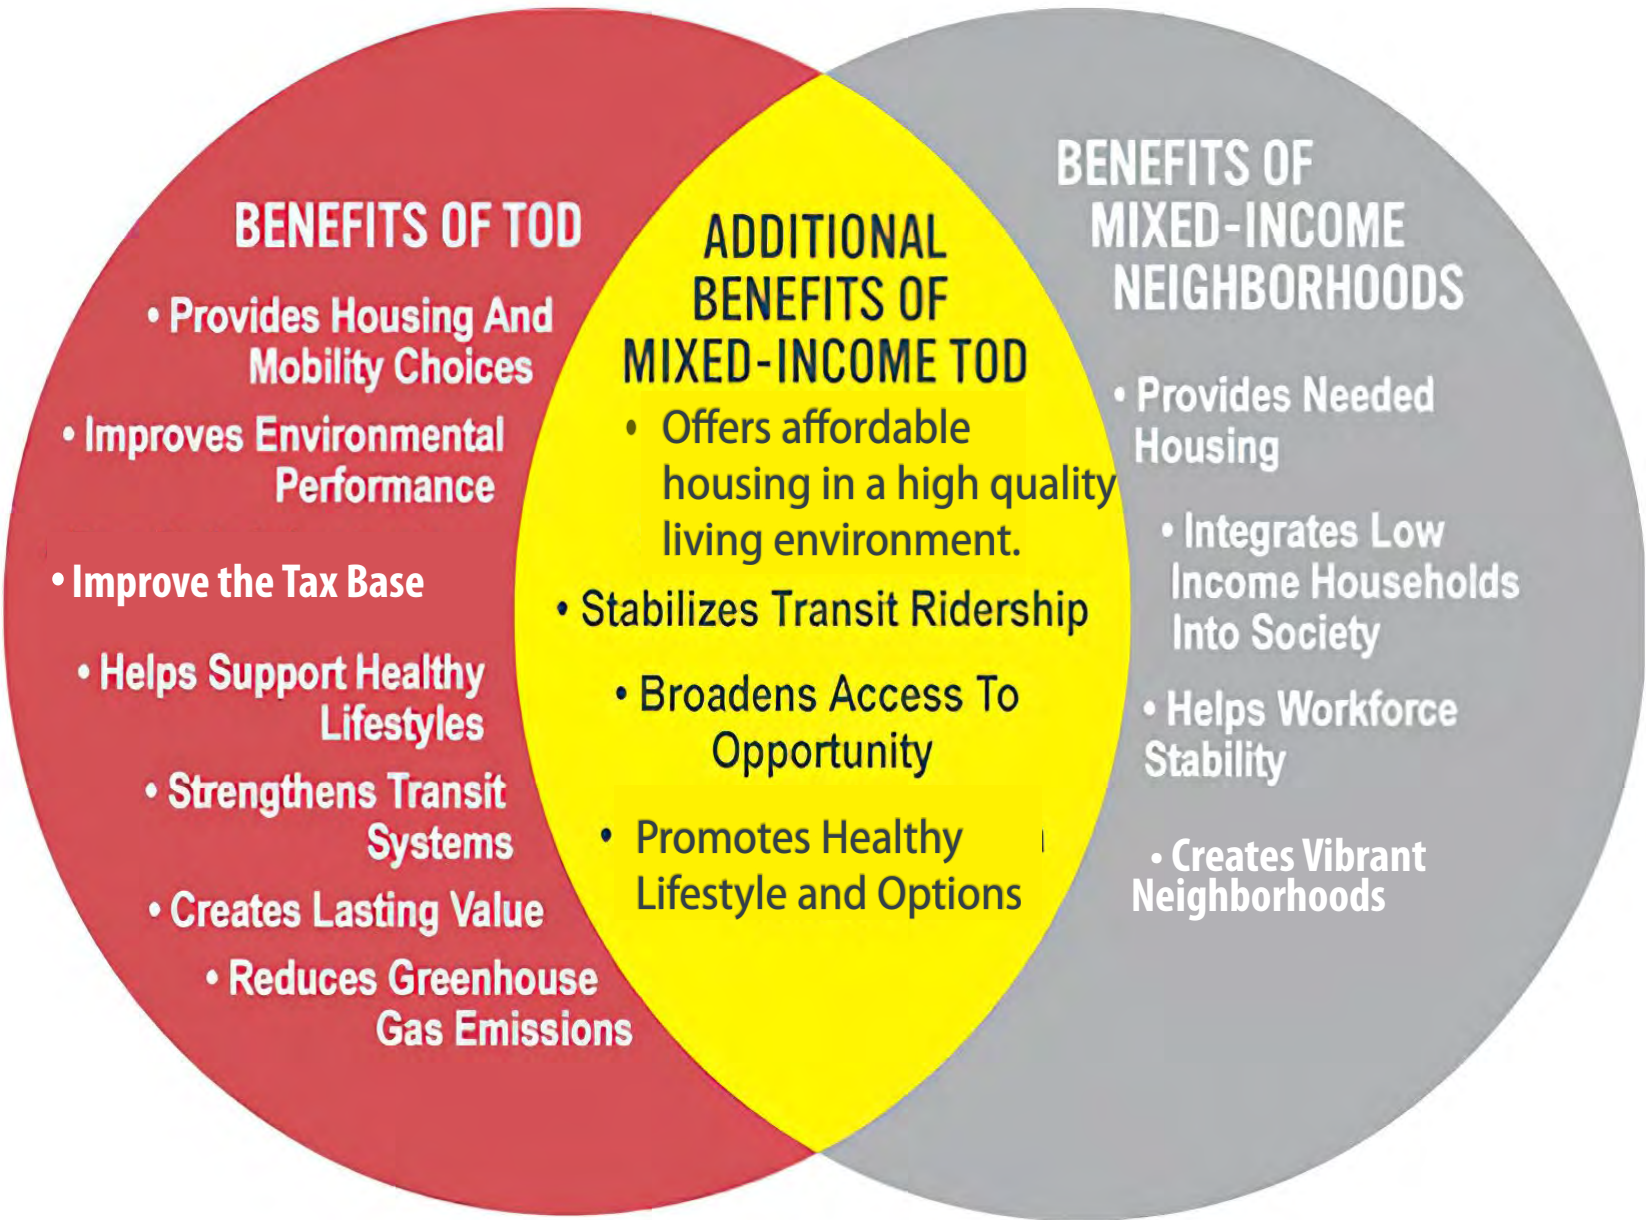 BENEFITS OF TOD
• Provides Housing And
Mobility Choices
• Improves Environmental
Performance
• Improve the Tax Base
• Helps Support Healthy
Lifestyles
• Strengthens Transit
Systems
• Creates Lasting Value
• Reduces Greenhouse
Gas Emissions
ADDITIONAL
BENEFITS OF
MIXED-INCOME TOD
• Offers affordable
housing in a high quality
living environment.
• Stabilizes Transit Ridership
• Broadens Access To
Opportunity
• Promotes Healthy
Lifestyle and Options
BENEFITS OF
MIXED-INCOME
NEIGHBORHOODS
• Provides Needed
Housing
• Integrates Low
Income Households
Into Society
• Helps Workforce
Stability
• Creates Vibrant
Neighborhoods